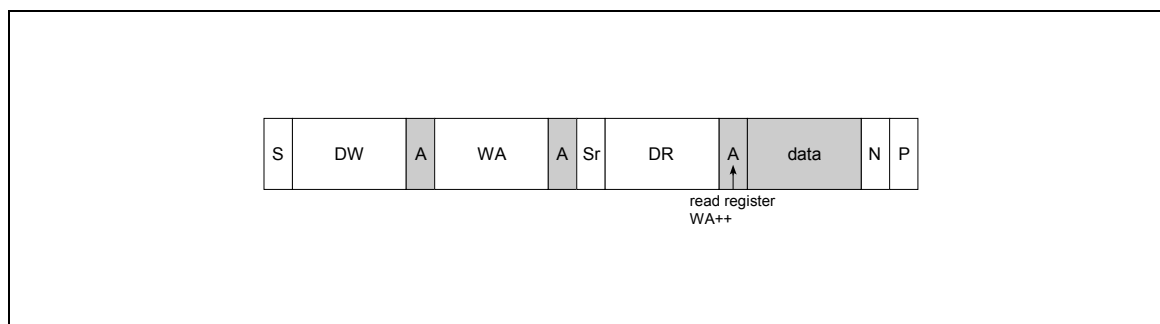 S DW A WA A Sr DR A data N P
read register
WA++